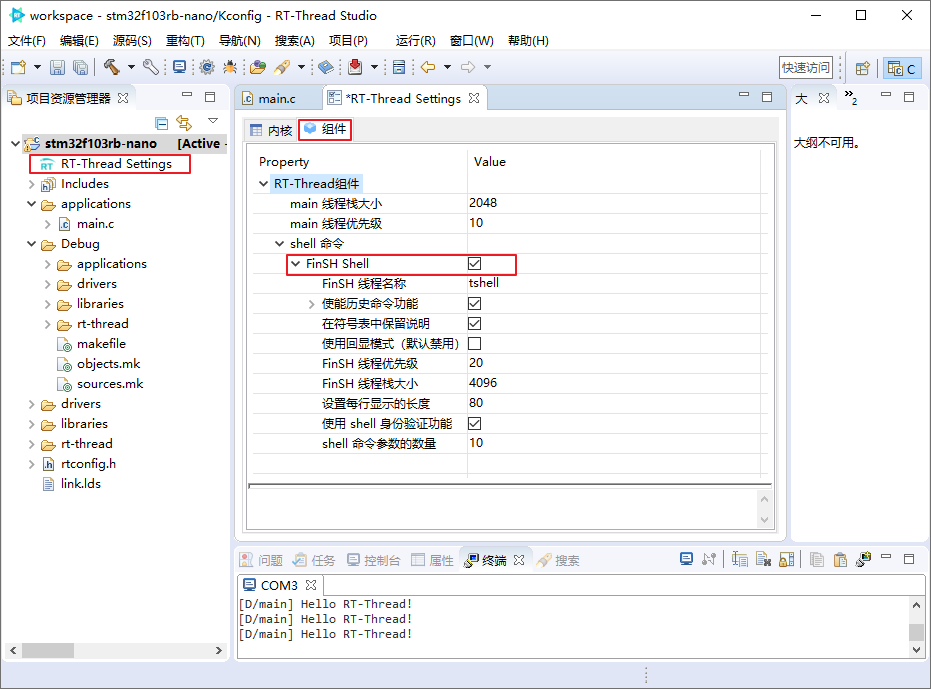 workspace - stm32f103rb-nano/Kconfig - RT-Thread Studio
文件(F) 编辑(E) 源码(S) 重构(T) 导航(N) 搜索(A) 项目(P) 运行(R) 窗口(W) 帮助(H)
快速访问
C
项目资源管理器
stm32f103rb-nano [Active -
RT-Thread Settings
Includes
applications
main.c
Debug
applications
drivers
libraries
rt-thread
makefile
objects.mk
sources.mk
drivers
libraries
rt-thread
rtconfig.h
link.lds
main.c
*RT-Thread Settings
内核
组件
Property Value
RT-Thread组件
main 线程栈大小 2048
main 线程优先级 10
shell 命令
FinSH Shell
FinSH 线程名称 tshell
使能历史命令功能
在符号表中保留说明
使用回显模式（默认禁用）
FinSH 线程优先级 20
FinSH 线程栈大小 4096
设置每行显示的长度 80
使用 shell 身份验证功能
shell 命令参数的数量 10
大
»2
大纲不可用。
问题 任务 控制台 属性 终端 搜索
COM3
[D/main] Hello RT-Thread!
[D/main] Hello RT-Thread!
[D/main] Hello RT-Thread!